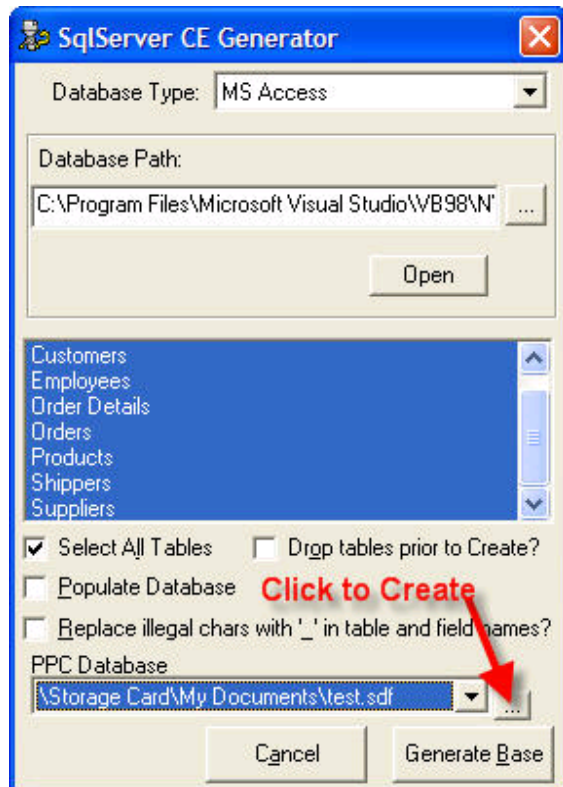 SqlServer CE Generator
Database Type: MS Access
Database Path:
C:\Program Files\Microsoft Visual Studio\VB98\N
...
Open
Customers
Employees
Order Details
Orders
Products
Shippers
Suppliers
Select All Tables Drop tables prior to Create?
Populate Database Click to Create
Replace illegal chars with '_' in table and field names?
PPC Database
\Storage Card\My Documents\test.sdf ...
Cancel Generate Base